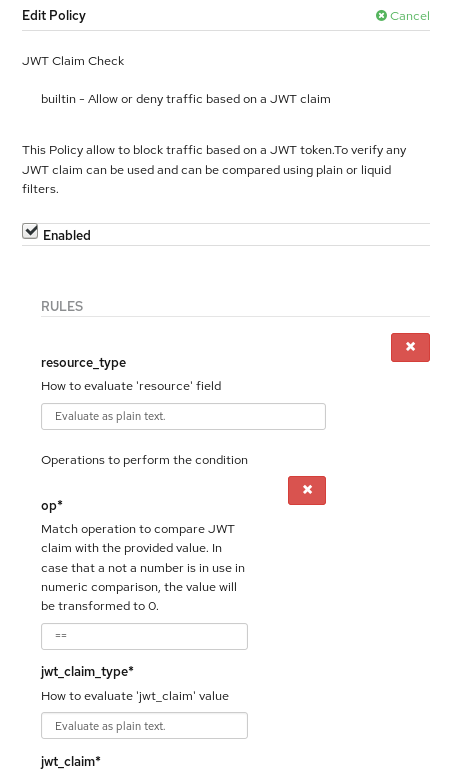 Edit Policy
Cancel
JWT Claim Check
builtin - Allow or deny traffic based on a JWT claim
This Policy allow to block traffic based on a JWT token.To verify any
JWT claim can be used and can be compared using plain or liquid
filters.
Enabled
RULES
resource_type
How to evaluate 'resource' field
Evaluate as plain text.
Operations to perform the condition
op*
Match operation to compare JWT
claim with the provided value. In
case that a not a number is in use in
numeric comparison, the value will
be transformed to 0.
==
jwt_claim_type*
How to evaluate 'jwt_claim' value
Evaluate as plain text.
jwt_claim*